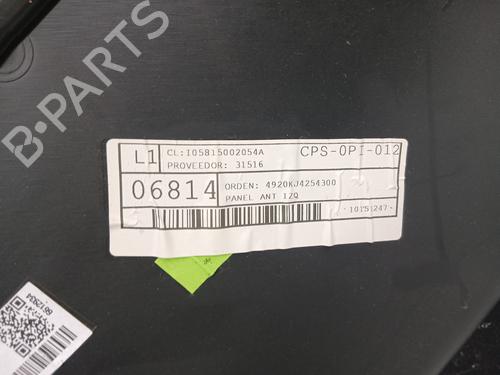 L1
CL:I05815002054A
PROVEEDOR: 31516
CPS-0PI-012
06814
ORDEN: 4920KJ4254300
PANEL ANT IZQ
10151247
B-PARTS